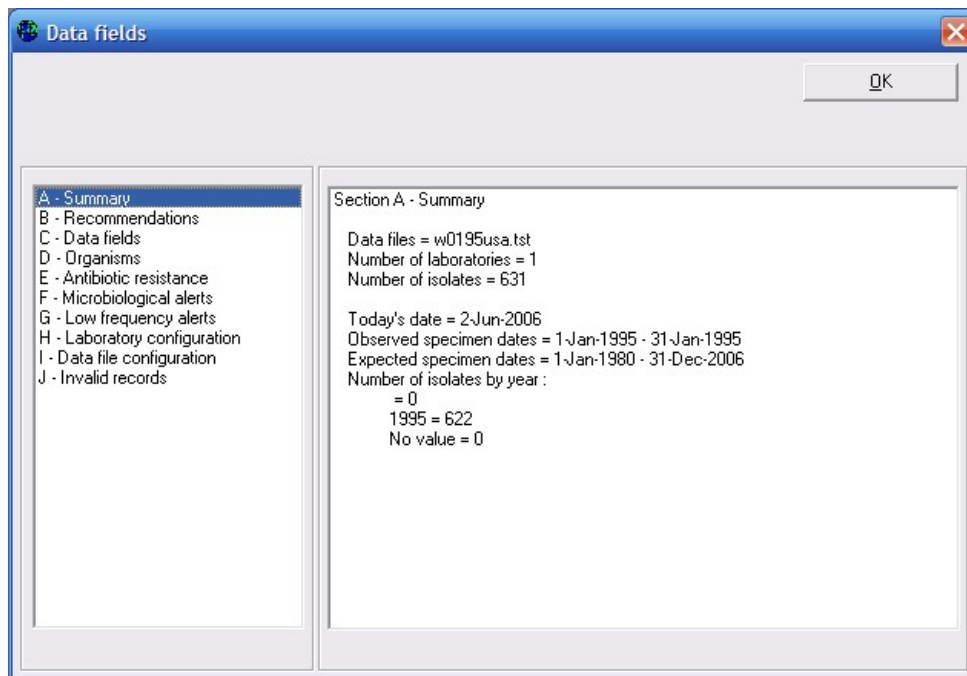 Data fields
OK
A - Summary
B - Recommendations
C - Data fields
D - Organisms
E - Antibiotic resistance
F - Microbiological alerts
G - Low frequency alerts
H - Laboratory configuration
I - Data file configuration
J - Invalid records
Section A - Summary
Data files = w0195usa.tst
Number of laboratories = 1
Number of isolates = 631
Today's date = 2-Jun-2006
Observed specimen dates = 1-Jan-1995 - 31-Jan-1995
Expected specimen dates = 1-Jan-1980 - 31-Dec-2006
Number of isolates by year :
= 0
1995 = 622
No value = 0